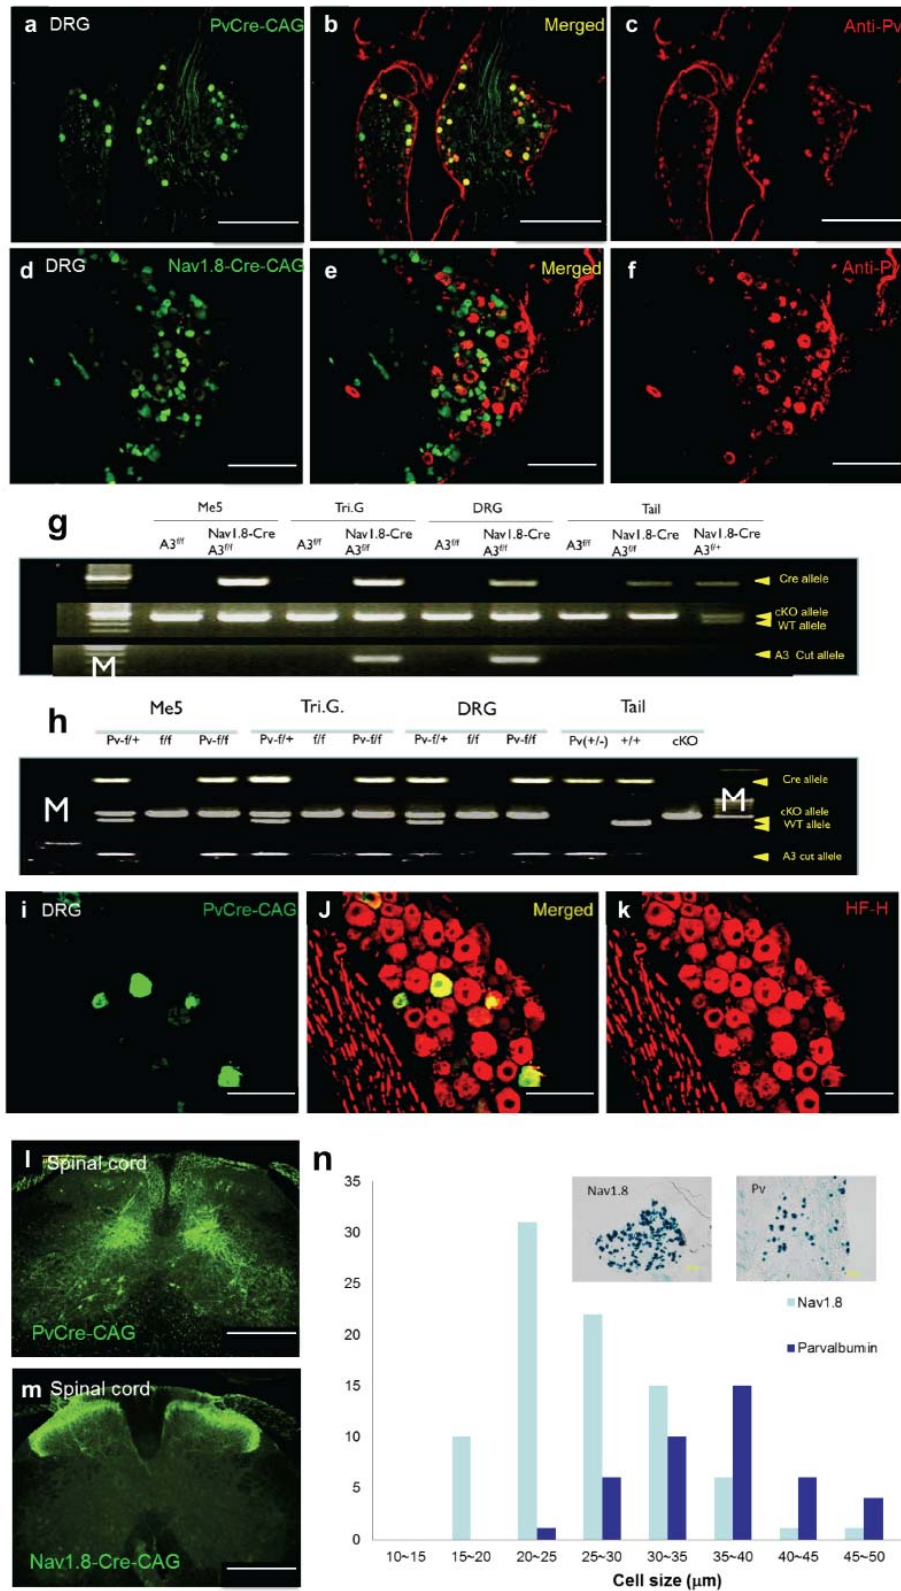 a DRG PvCre-CAG
b Merged
c Anti-Pv
d DRG Nav1.8-Cre-CAG
e Merged
f Anti-Pv
g
Me5 Tri.G DRG Tail
A3f/f Nav1.8-Cre A3f/f A3f/f Nav1.8-Cre A3f/f A3f/f Nav1.8-Cre A3f/f A3f/f Nav1.8-Cre A3f/f Nav1.8-Cre A3f/+
Cre allele
cKO allele
WT allele
A3 Cut allele
M
h
Me5 Tri.G. DRG Tail
Pv-f/+ f/f Pv-f/f Pv-f/+ f/f Pv-f/f Pv-f/+ f/f Pv-f/f Pv(+/-) +/+ cKO
Cre allele
M M
cKO allele
WT allele
A3 cut allele
i DRG PvCre-CAG
J Merged
k HF-H
l Spinal cord
PvCre-CAG
m Spinal cord
Nav1.8-Cre-CAG
n
35
30
25
20
15
10
5
0
Nav1.8
Pv
Nav1.8
Parvalbumin
10~15 15~20 20~25 25~30 30~35 35~40 40~45 45~50
Cell size (μm)